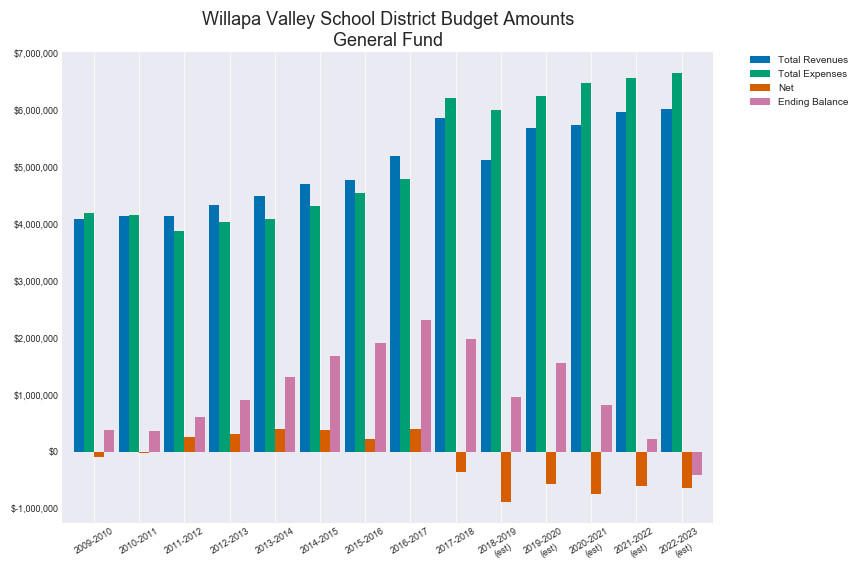 Willapa Valley School District Budget Amounts
General Fund
$7,000,000
$6,000,000
$5,000,000
$4,000,000
$3,000,000
$2,000,000
$1,000,000
$0
$-1,000,000
2009-2010
2010-2011
2011-2012
2012-2013
2013-2014
2014-2015
2015-2016
2016-2017
2017-2018
2018-2019
(est)
2019-2020
(est)
2020-2021
(est)
2021-2022
(est)
2022-2023
(est)
Total Revenues
Total Expenses
Net
Ending Balance